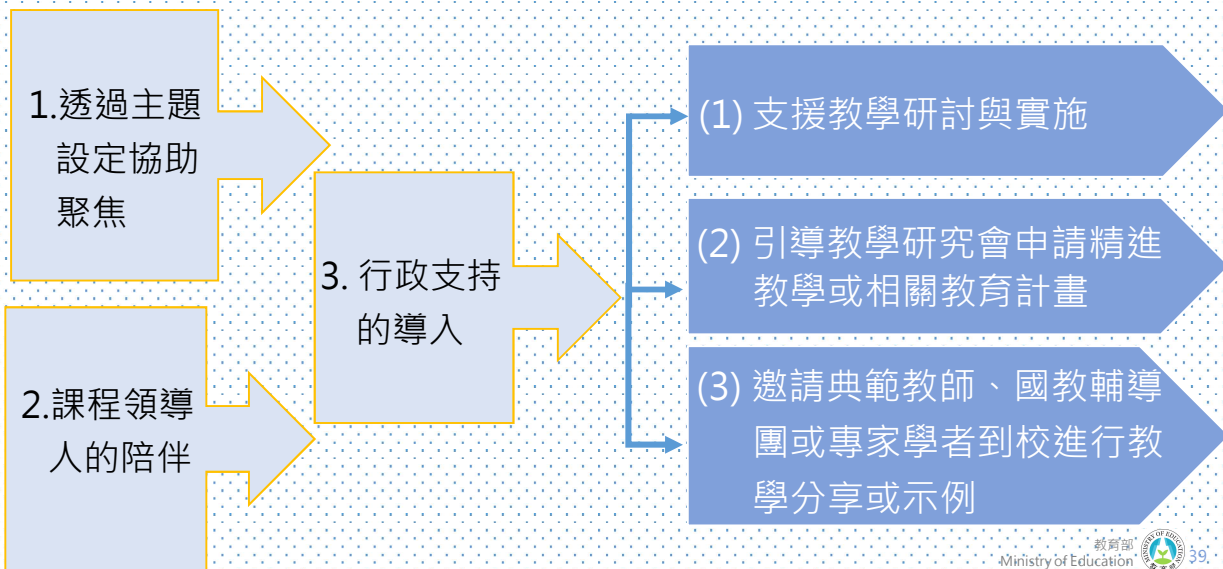 1.透過主題
設定協助
聚焦
2.課程領導
人的陪伴
3. 行政支持
的導入
(1) 支援教學研討與實施
(2) 引導教學研究會申請精進
教學或相關教育計畫
(3) 邀請典範教師、國教輔導
團或專家學者到校進行教
學分享或示例
教育部
Ministry of Education
39